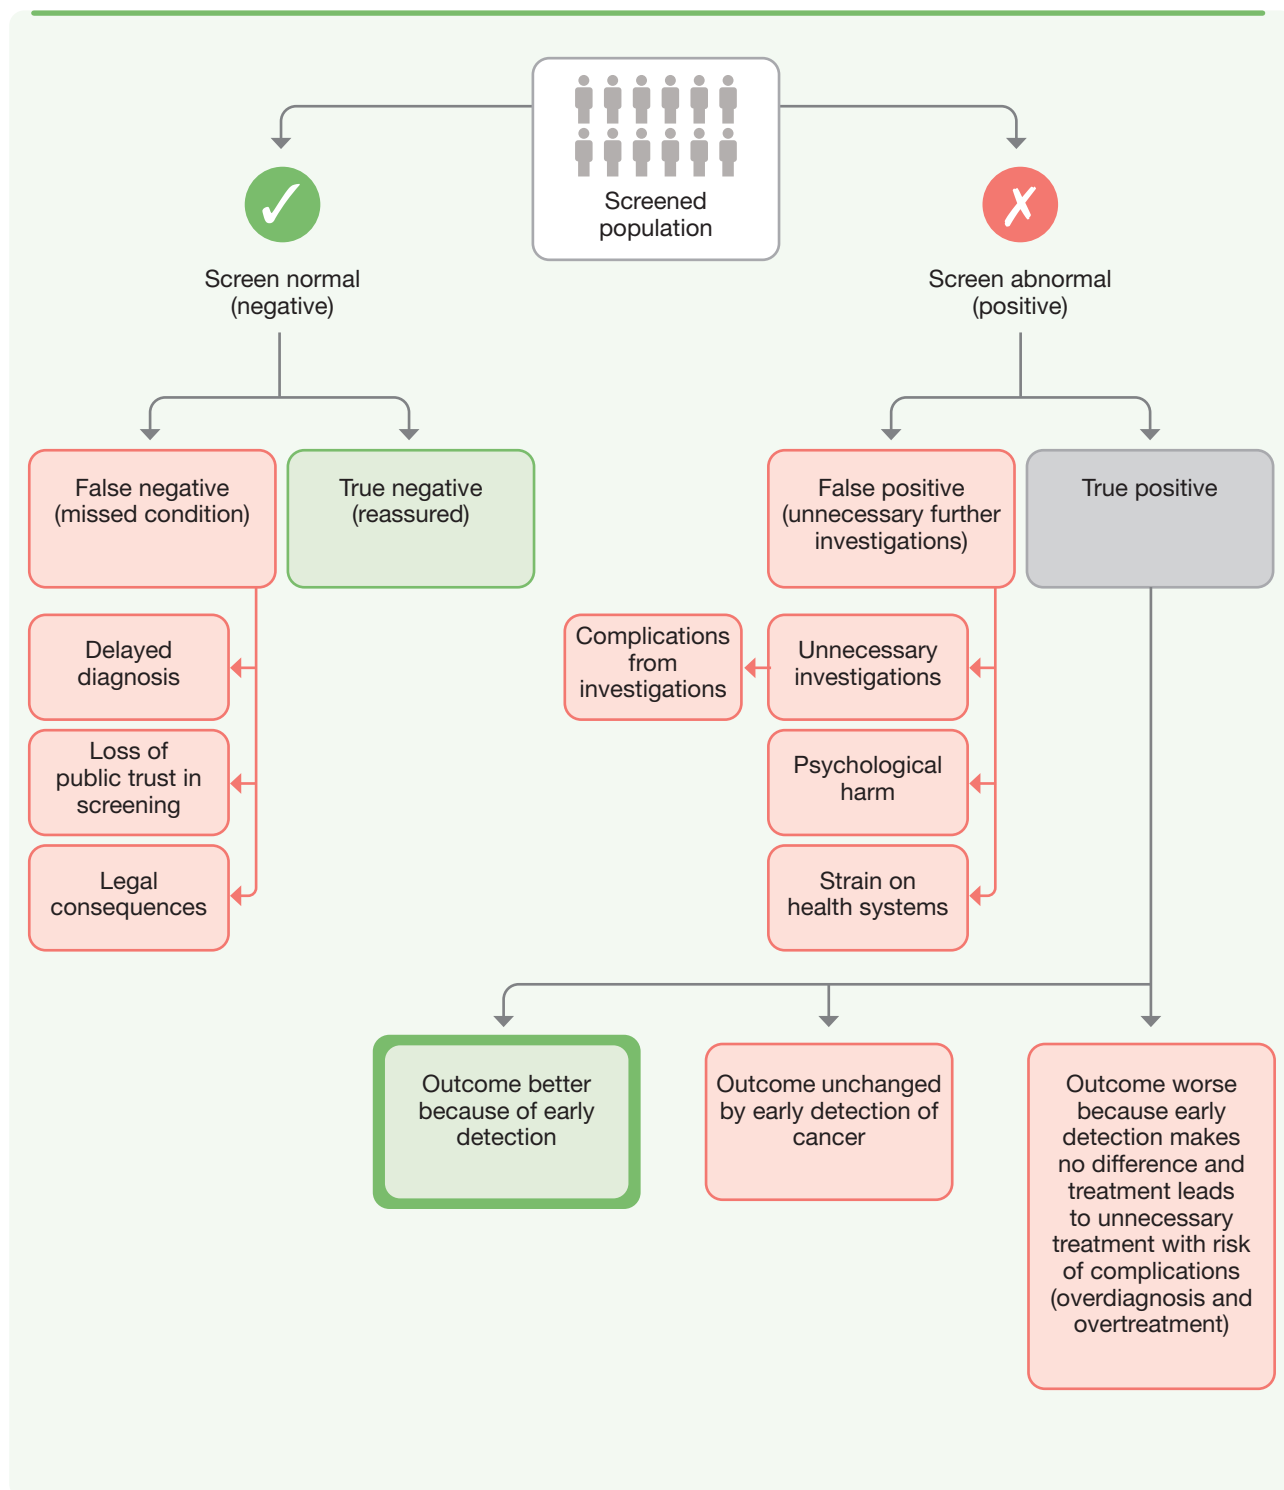 Screened
population
Screen normal
(negative)
Screen abnormal
(positive)
False negative
(missed condition)
True negative
(reassured)
False positive
(unnecessary further
investigations)
True positive
Delayed
diagnosis
Loss of
public trust in
screening
Legal
consequences
Complications
from
investigations
Unnecessary
investigations
Psychological
harm
Strain on
health systems
Outcome better
because of early
detection
Outcome unchanged
by early detection of
cancer
Outcome worse
because early
detection makes
no difference and
treatment leads
to unnecessary
treatment with risk
of complications
(overdiagnosis and
overtreatment)